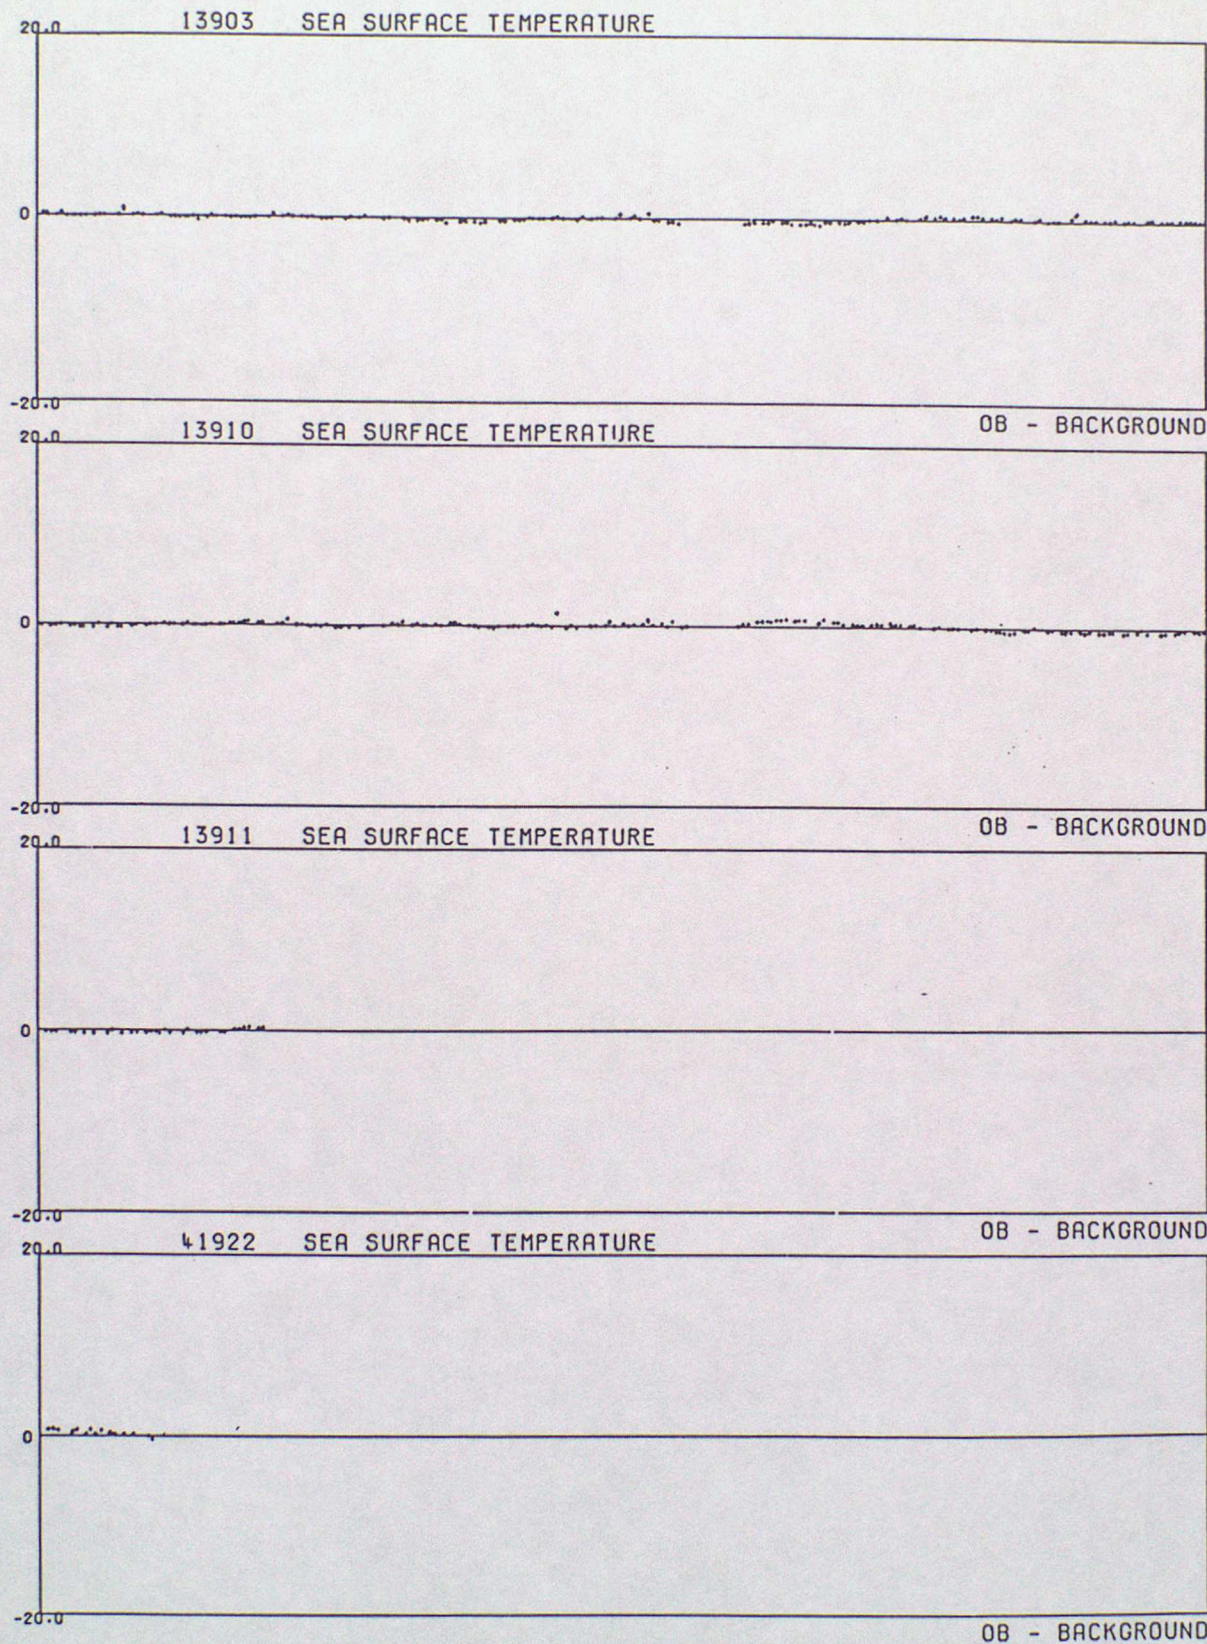 20.0 13903 SEA SURFACE TEMPERATURE
0
-20.0
OB - BACKGROUND
20.0 13910 SEA SURFACE TEMPERATURE
0
-20.0
OB - BACKGROUND
20.0 13911 SEA SURFACE TEMPERATURE
0
-20.0
OB - BACKGROUND
20.0 41922 SEA SURFACE TEMPERATURE
0
-20.0
OB - BACKGROUND